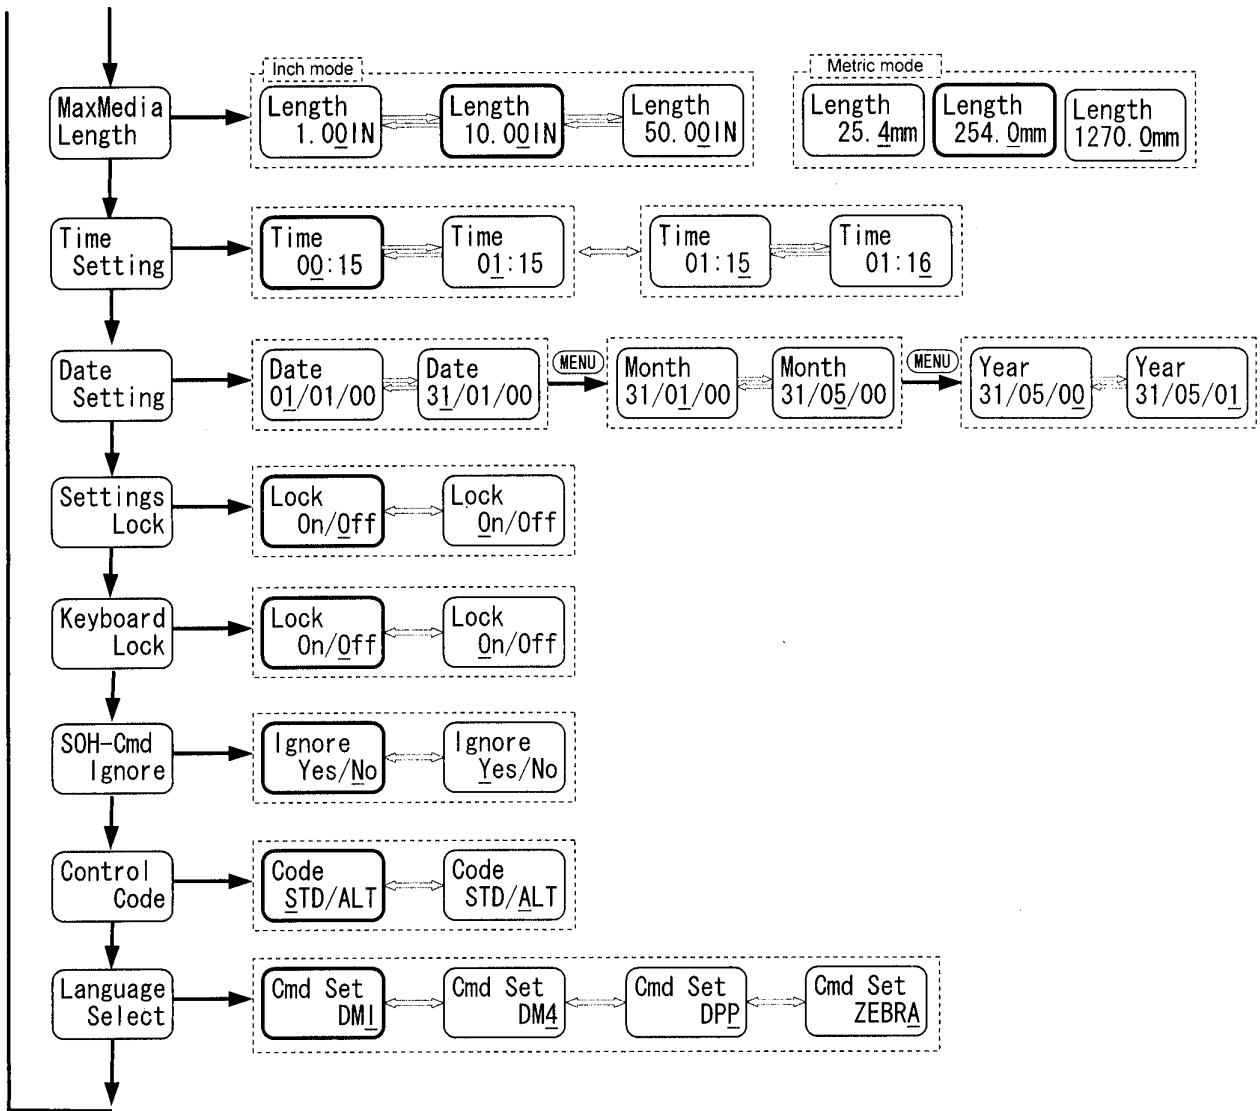 Inch mode
Metric mode
MaxMedia
Length
Length
1.00IN
Length
10.00IN
Length
50.00IN
Length
25.4mm
Length
254.0mm
Length
1270.0mm
Time
Setting
Time
00:15
Time
01:15
Time
01:15
Time
01:16
Date
Setting
Date
01/01/00
Date
31/01/00
MENU
Month
31/01/00
Month
31/05/00
MENU
Year
31/05/00
Year
31/05/01
Settings
Lock
Lock
On/Off
Lock
On/Off
Keyboard
Lock
Lock
On/Off
Lock
On/Off
SOH-Cmd
Ignore
Ignore
Yes/No
Ignore
Yes/No
Control
Code
Code
STD/ALT
Code
STD/ALT
Language
Select
Cmd Set
DMI
Cmd Set
DM4
Cmd Set
DPP
Cmd Set
ZEBRA